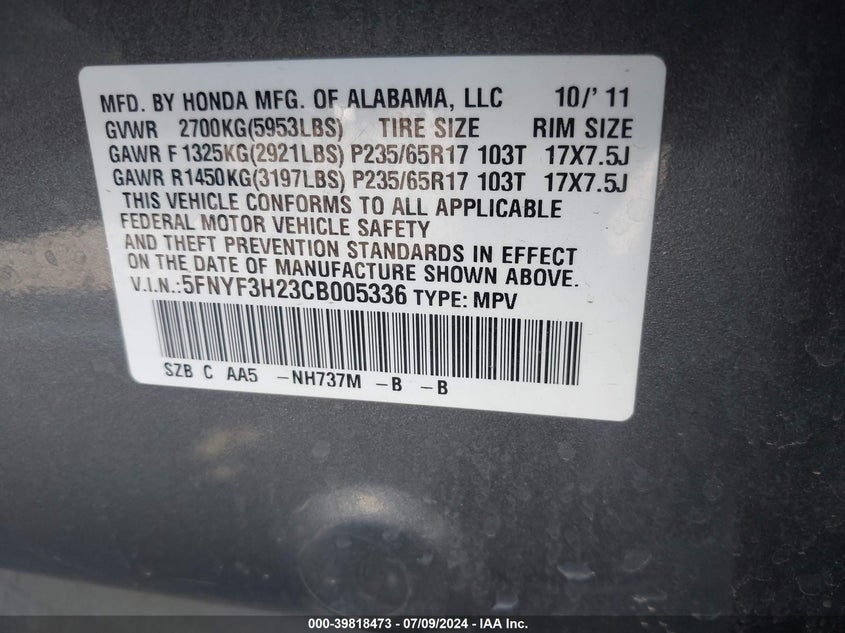 MFD. BY HONDA MFG. OF ALABAMA, LLC 10/'11
GVWR 2700KG(5953LBS) TIRE SIZE RIM SIZE
GAWR F 1325KG(2921LBS) P235/65R17 103T 17X7.5J
GAWR R1450KG(3197LBS) P235/65R17 103T 17X7.5J
THIS VEHICLE CONFORMS TO ALL APPLICABLE
FEDERAL MOTOR VEHICLE SAFETY
AND THEFT PREVENTION STANDARDS IN EFFECT
ON THE DATE OF MANUFACTURE SHOWN ABOVE.
V.I.N.:5FNYF3H23CB005336 TYPE: MPV
SZB C AA5 -NH737M -B -B
000-39818473 - 07/09/2024 - IAA Inc.